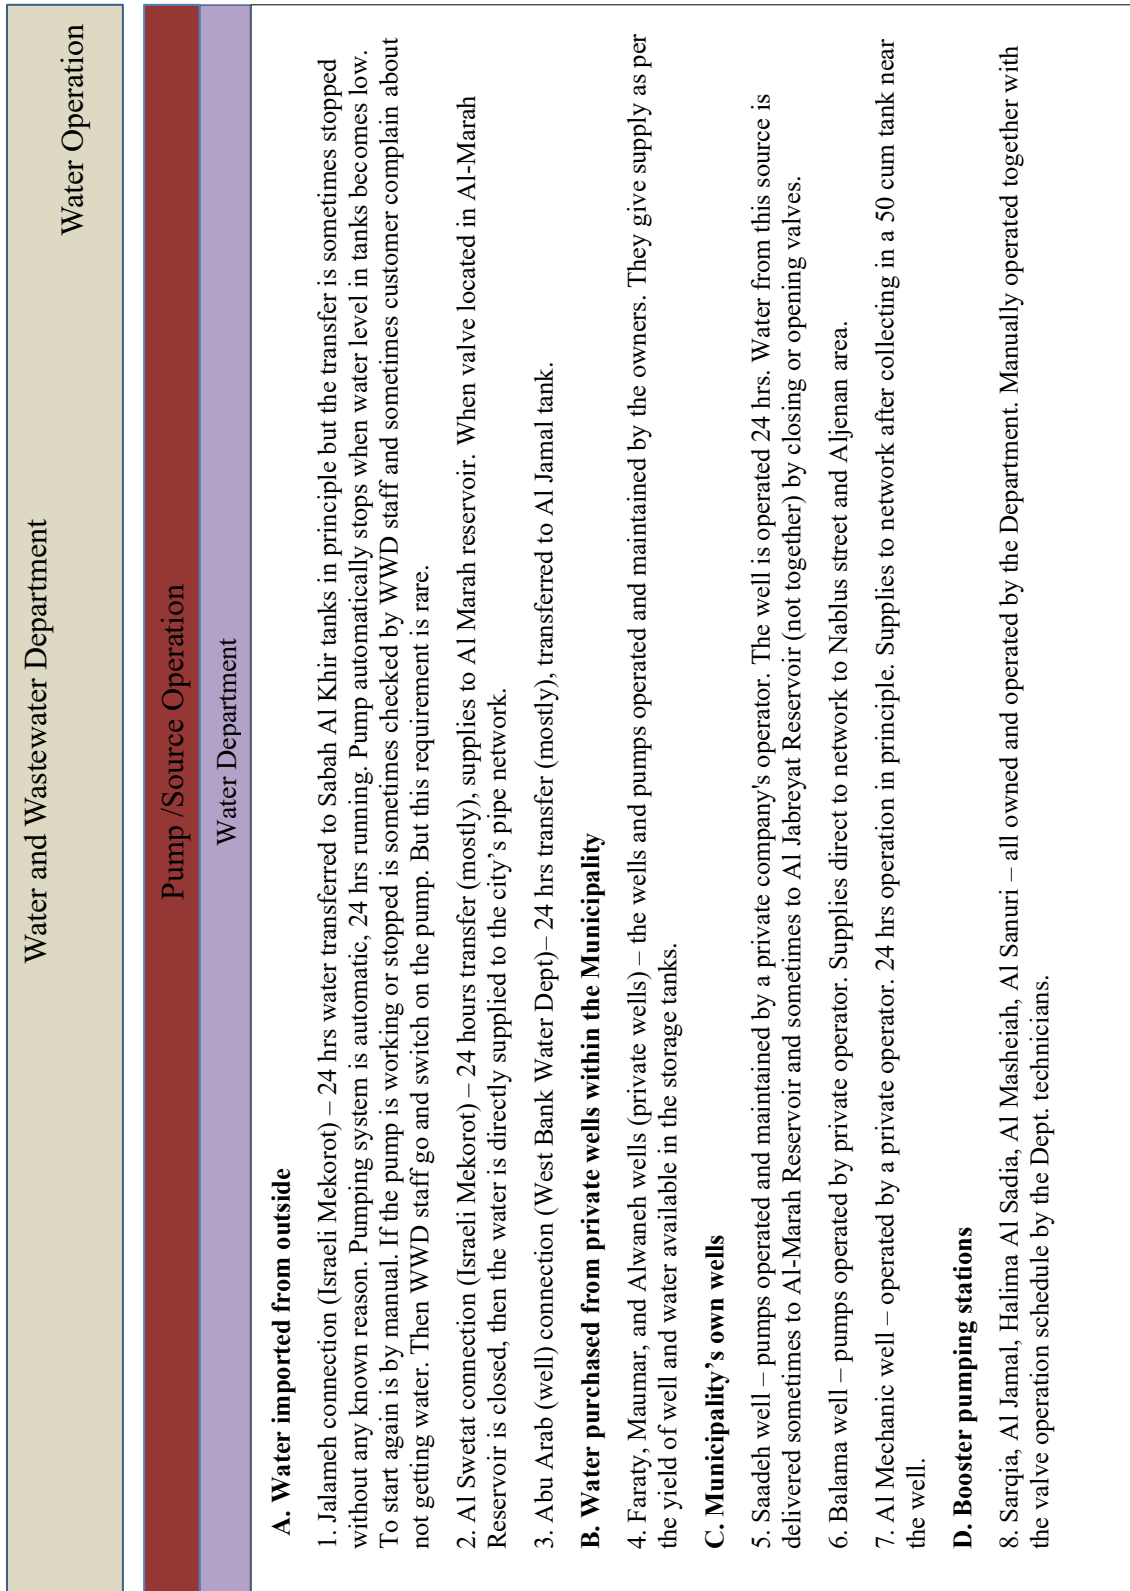 Water and Wastewater Department
Water Operation
Pump /Source Operation
Water Department
A. Water imported from outside
1. Jalameh connection (Israeli Mekorot) – 24 hrs water transferred to Sabah Al Khir tanks in principle but the transfer is sometimes stopped
without any known reason. Pumping system is automatic, 24 hrs running. Pump automatically stops when water level in tanks becomes low.
To start again is by manual. If the pump is working or stopped is sometimes checked by WWD staff and sometimes customer complain about
not getting water. Then WWD staff go and switch on the pump. But this requirement is rare.
2. Al Swetat connection (Israeli Mekorot) – 24 hours transfer (mostly), supplies to Al Marah reservoir. When valve located in Al-Marah
Reservoir is closed, then the water is directly supplied to the city's pipe network.
3. Abu Arab (well) connection (West Bank Water Dept)– 24 hrs transfer (mostly), transferred to Al Jamal tank.
B. Water purchased from private wells within the Municipality
4. Faraty, Maumar, and Alwaneh wells (private wells) – the wells and pumps operated and maintained by the owners. They give supply as per
the yield of well and water available in the storage tanks.
C. Municipality's own wells
5. Saadeh well – pumps operated and maintained by a private company's operator. The well is operated 24 hrs. Water from this source is
delivered sometimes to Al-Marah Reservoir and sometimes to Al Jabreyat Reservoir (not together) by closing or opening valves.
6. Balama well – pumps operated by private operator. Supplies direct to network to Nablus street and Aljenan area.
7. Al Mechanic well – operated by a private operator. 24 hrs operation in principle. Supplies to network after collecting in a 50 cum tank near
the well.
D. Booster pumping stations
8. Sarqia, Al Jamal, Halima Al Sadia, Al Masheiah, Al Sanuri – all owned and operated by the Department. Manually operated together with
the valve operation schedule by the Dept. technicians.